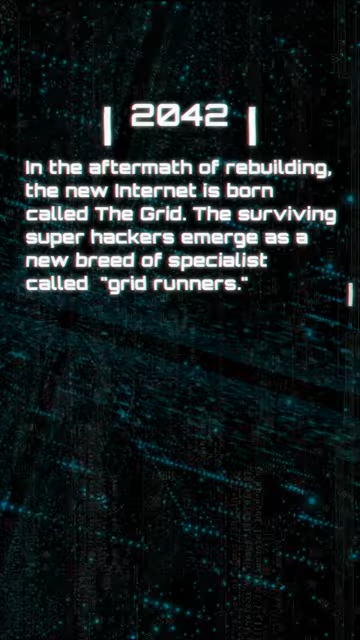 2042
In the aftermath of rebuilding,
the new Internet is born
called The Grid. The surviving
super hackers emerge as a
new breed of specialist
called "grid runners."